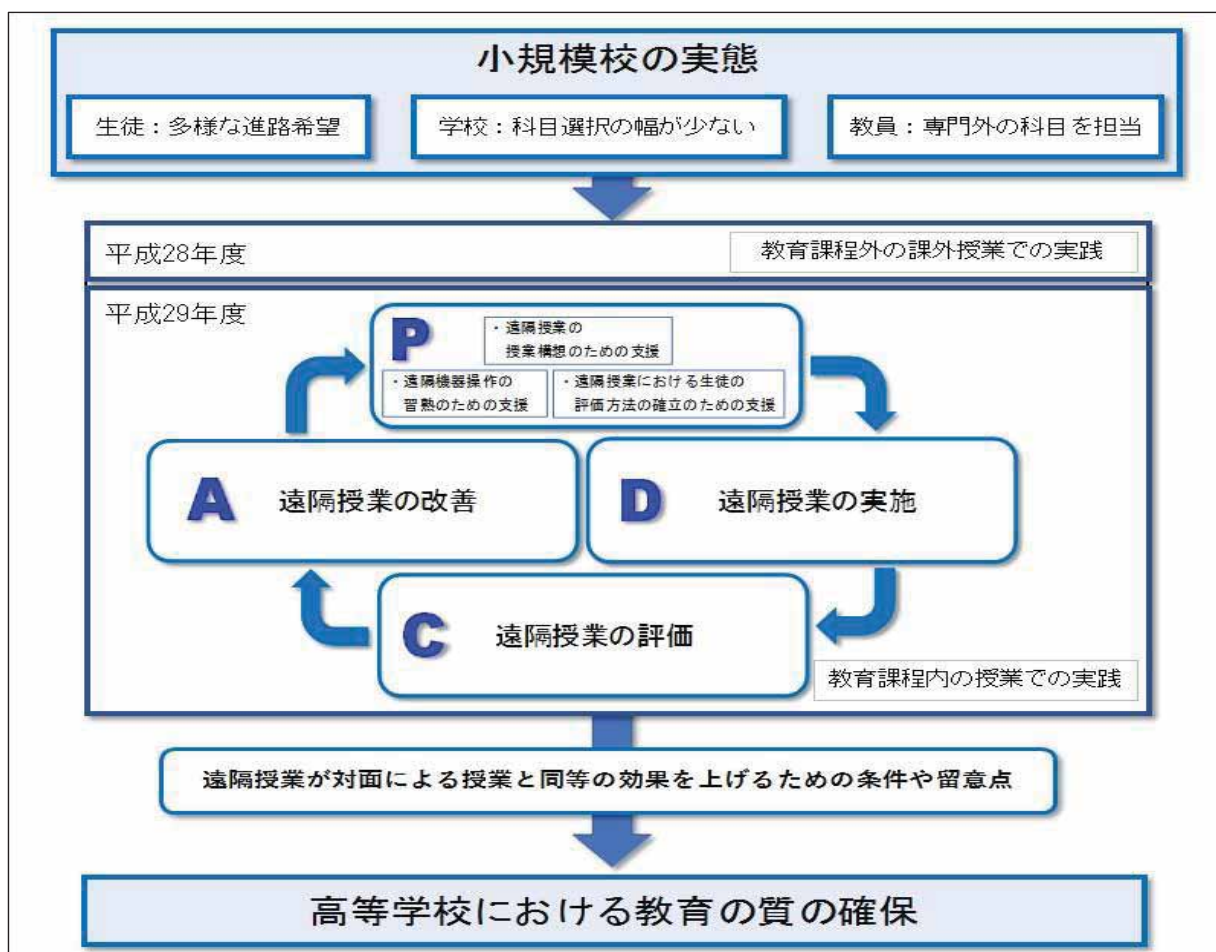 小規模校の実態
生徒：多様な進路希望
学校：科目選択の幅が少ない
教員：専門外の科目を担当
平成28年度
教育課程外の課外授業での実践
平成29年度
P
・遠隔授業の
授業構想のための支援
・遠隔機器操作の
習熟のための支援
・遠隔授業における生徒の
評価方法の確立のための支援
A
遠隔授業の改善
D
遠隔授業の実施
C
遠隔授業の評価
教育課程内の授業での実践
遠隔授業が対面による授業と同等の効果を上げるための条件や留意点
高等学校における教育の質の確保